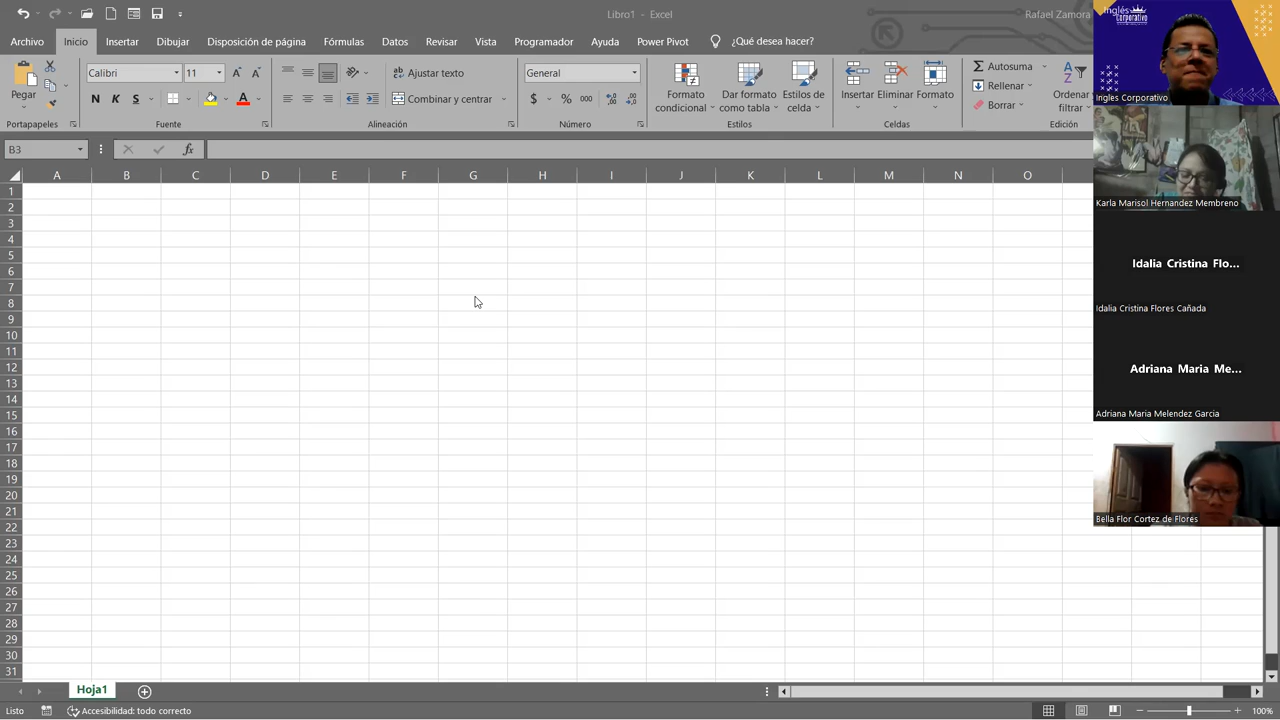 Libro1 - Excel
Rafael Zamora
Archivo Inicio Insertar Dibujar Disposición de página Fórmulas Datos Revisar Vista Programador Ayuda Power Pivot ¿Qué desea hacer?
Pegar
Portapapeles
Calibri 11
N K S
Fuente
Ajustar texto
Combinar y centrar
Alineación
General
$ % 000
Número
Formato condicional
Dar formato como tabla
Estilos de celda
Estilos
Insertar
Eliminar
Formato
Celdas
Autosuma
Rellenar
Borrar
Ordenar
filtrar
Edición
B3
fx
A B C D E F G H I J K L M N O
1
2
3
4
5
6
7
8
9
10
11
12
13
14
15
16
17
18
19
20
21
22
23
24
25
26
27
28
29
30
31
Hoja1
Listo
Accesibilidad: todo correcto
100%
Inglés
Corporativo
Ingles Corporativo
Karla Marisol Hernandez Membreno
Idalia Cristina Flo...
Idalia Cristina Flores Cañada
Adriana Maria Me...
Adriana Maria Melendez Garcia
Bella Flor Cortez de Flores